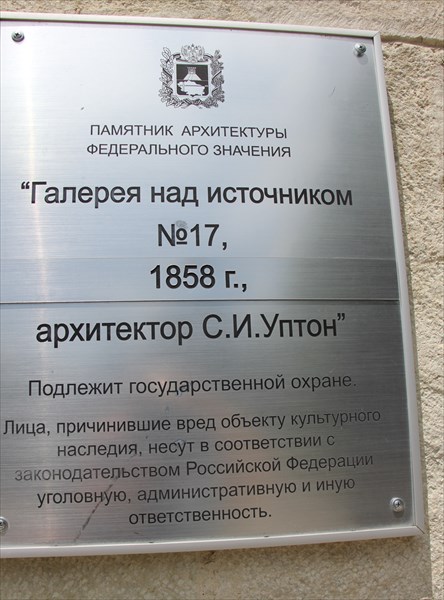 ПАМЯТНИК АРХИТЕКТУРЫ
ФЕДЕРАЛЬНОГО ЗНАЧЕНИЯ
“Галерея над источником
№17,
1858 г.,
архитектор С.И.Уптон”
Подлежит государственной охране.
Лица, причинившие вред объекту культурного
наследия, несут в соответствии с
законодательством Российской Федерации
уголовную, административную и иную
ответственность.